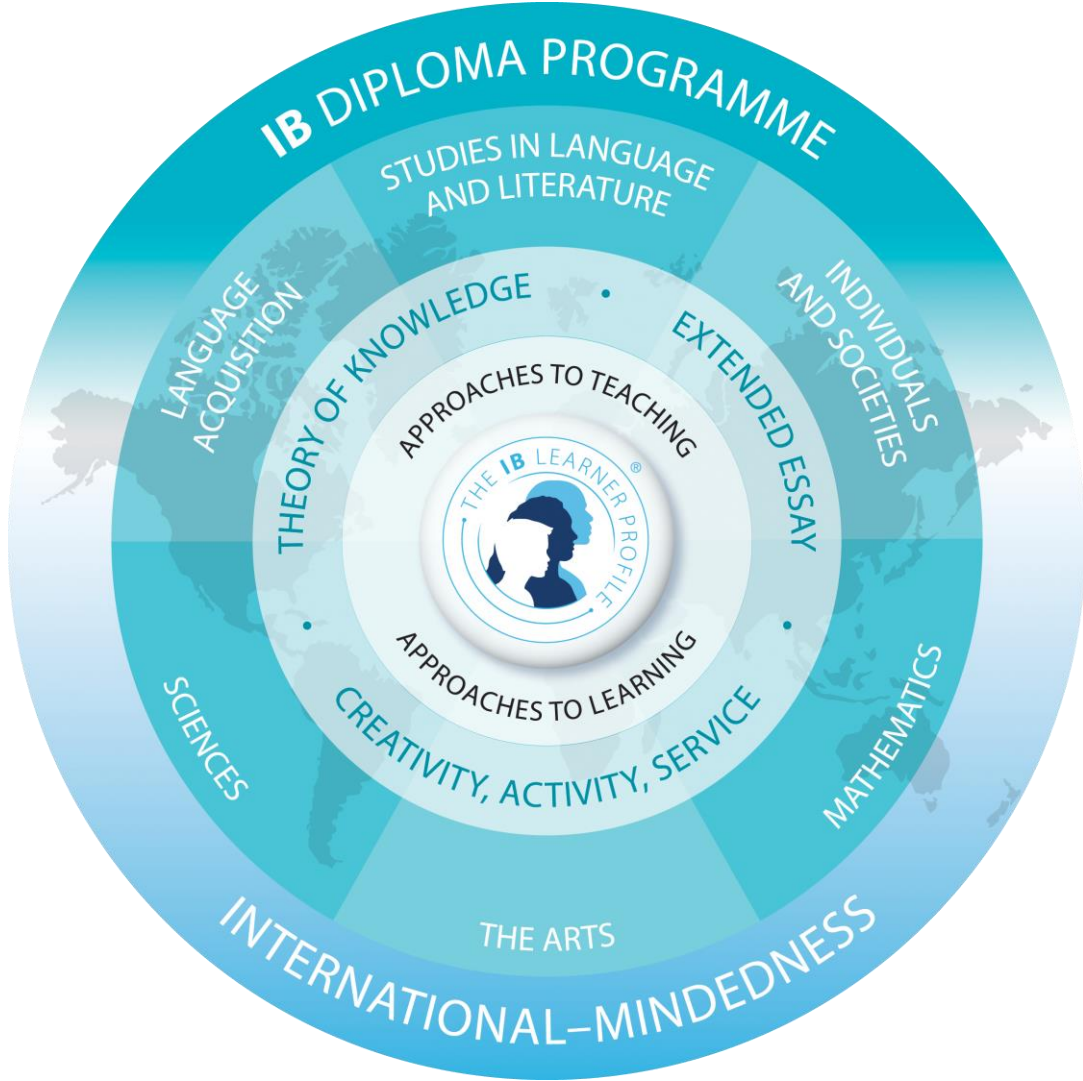 IB DIPLOMA PROGRAMME
STUDIES IN LANGUAGE
AND LITERATURE
LANGUAGE
ACQUISITION
INDIVIDUALS
AND SOCIETIES
THEORY OF KNOWLEDGE
•
EXTENDED ESSAY
•
APPROACHES TO TEACHING
THE IB LEARNER PROFILE
®
APPROACHES TO LEARNING
•
CREATIVITY, ACTIVITY, SERVICE
SCIENCES
MATHEMATICS
THE ARTS
INTERNATIONAL–MINDEDNESS